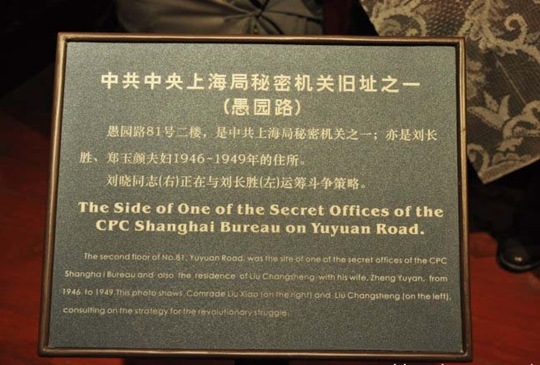 中共中央上海局秘密机关旧址之一
(愚园路)
愚园路81号二楼，是中共上海局秘密机关之一；亦是刘长
胜、郑玉颜夫妇1946-1949年的住所。
刘晓同志(右)正在与刘长胜(左)运筹斗争策略。
The Side of One of the Secret Offices of the
CPC Shanghai Bureau on Yuyuan Road.
The second floor of No.81, Yuyuan Road, was the site of one of the secret offices of the CPC
Shanghai Bureau and also the residence of Liu Changsheng with his wife, Zheng Yuyan, from
1946 to 1949.This photo shows Comrade Liu Xiao (on the right) and Liu Changsheng (on the left),
consulting on the strategy for the revolutionary struggle.